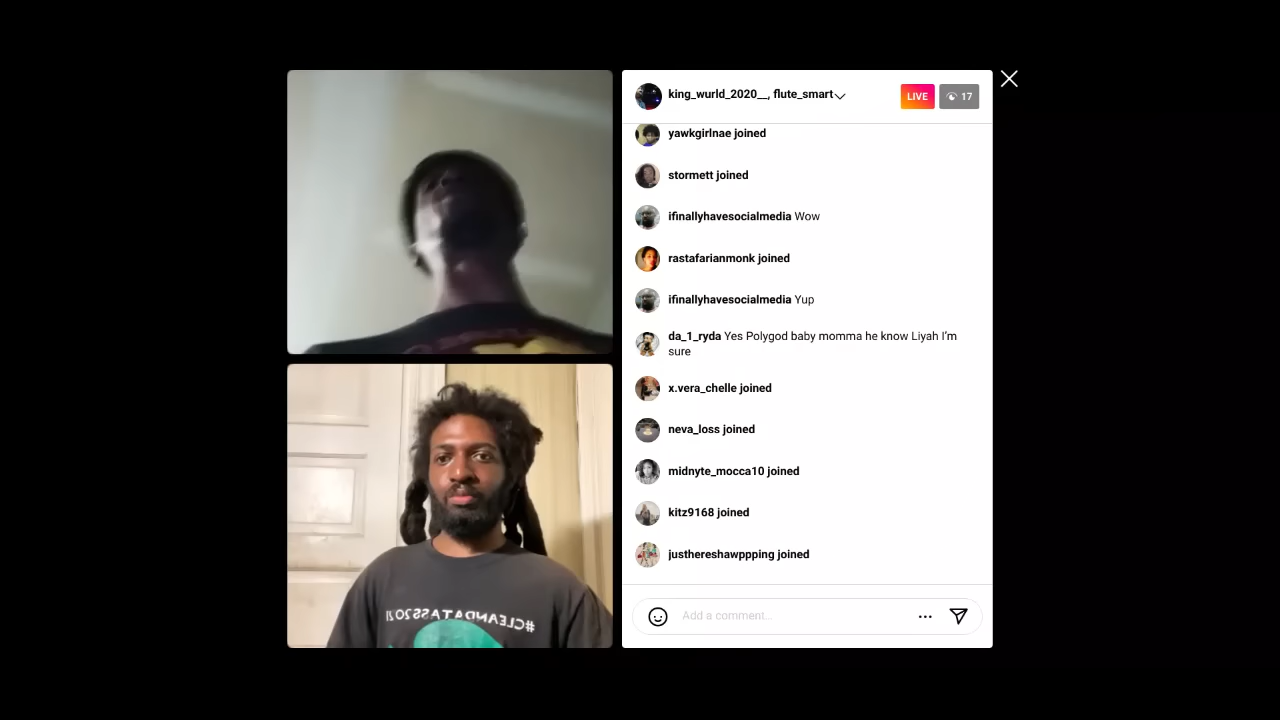 king_wurld_2020__, flute_smart
LIVE
17
yawkgirlnae joined
stormett joined
ifinallyhavesocialmedia Wow
rastafarianmonk joined
ifinallyhavesocialmedia Yup
da_1_ryda Yes Polygod baby momma he know Liyah I'm
sure
x.vera_chelle joined
neva_loss joined
midnyte_mocca10 joined
kitz9168 joined
justhereshawppping joined
Add a comment...
#CLEANDATASS2021